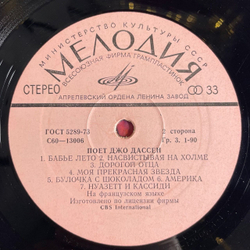 МИНИСТЕРСТВО КУЛЬТУРЫ СССР
МЕЛОДИЯ
ВСЕСОЮЗНАЯ ФИРМА ГРАМПЛАСТИНОК
СТЕРЕО
33
АПРЕЛЕВСКИЙ ОРДЕНА ЛЕНИНА ЗАВОД
ГОСТ 5289-73
2 сторона
С60—13006
Гр. 3. 1-90
ПОЕТ ДЖО ДАССЕН
1. БАБЬЕ ЛЕТО 2. НАСВИСТЫВАЯ НА ХОЛМЕ
3. ДОРОГОЙ ОТЦА
4. МОЯ ПРЕКРАСНАЯ ЗВЕЗДА
5. БУЛОЧКА С ШОКОЛАДОМ 6. АМЕРИКА
7. НУАЗЕТТ И КАССИДИ
На французском языке
Изготовлено по лицензии фирмы
CBS International